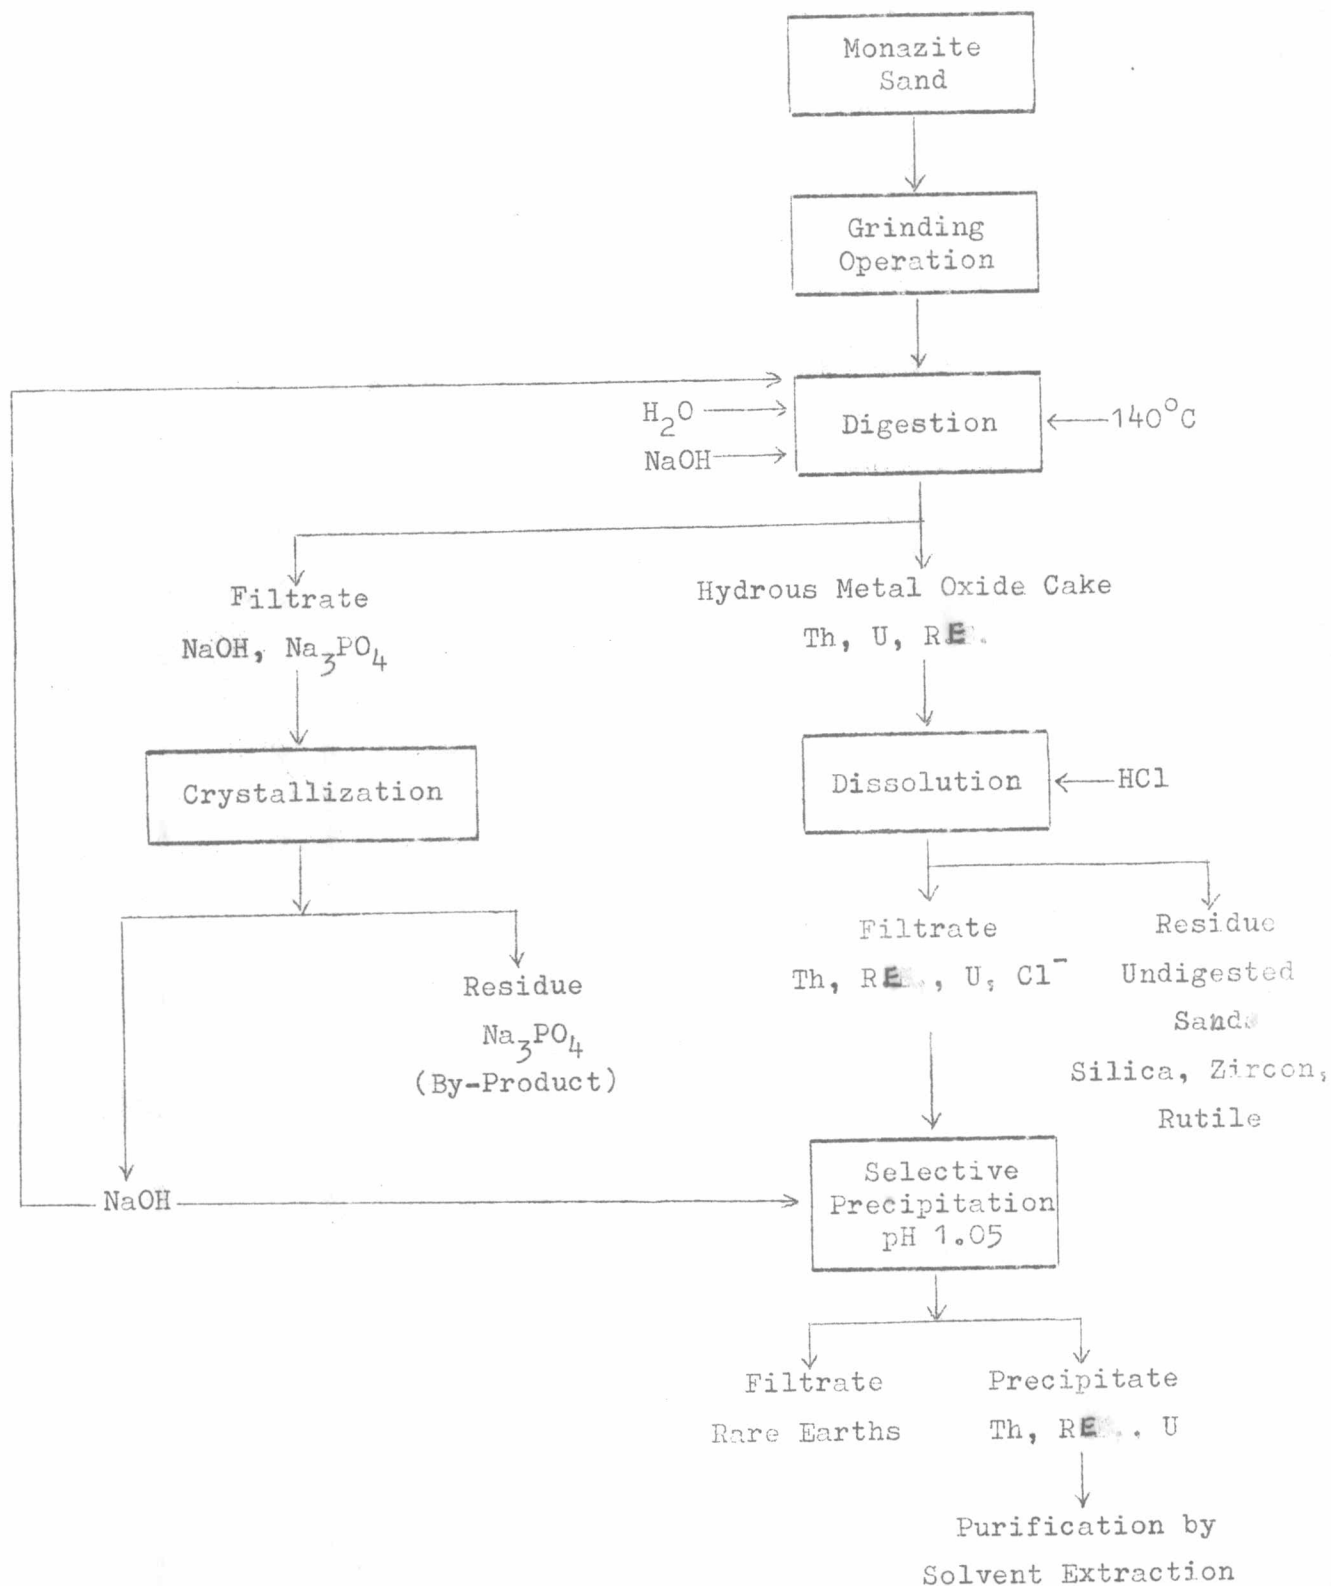 Monazite
Sand
Grinding
Operation
H₂O
NaOH
Digestion
140°C
Filtrate
NaOH, Na₃PO₄
Hydrous Metal Oxide Cake
Th, U, RE.
Crystallization
Dissolution
HCl
Residue
Na₃PO₄
(By-Product)
Filtrate
Th, RE., U, Cl⁻
Residue
Undigested
Sand
Silica, Zircon,
Rutile
NaOH
Selective
Precipitation
pH 1.05
Filtrate
Rare Earths
Precipitate
Th, RE.. U
Purification by
Solvent Extraction